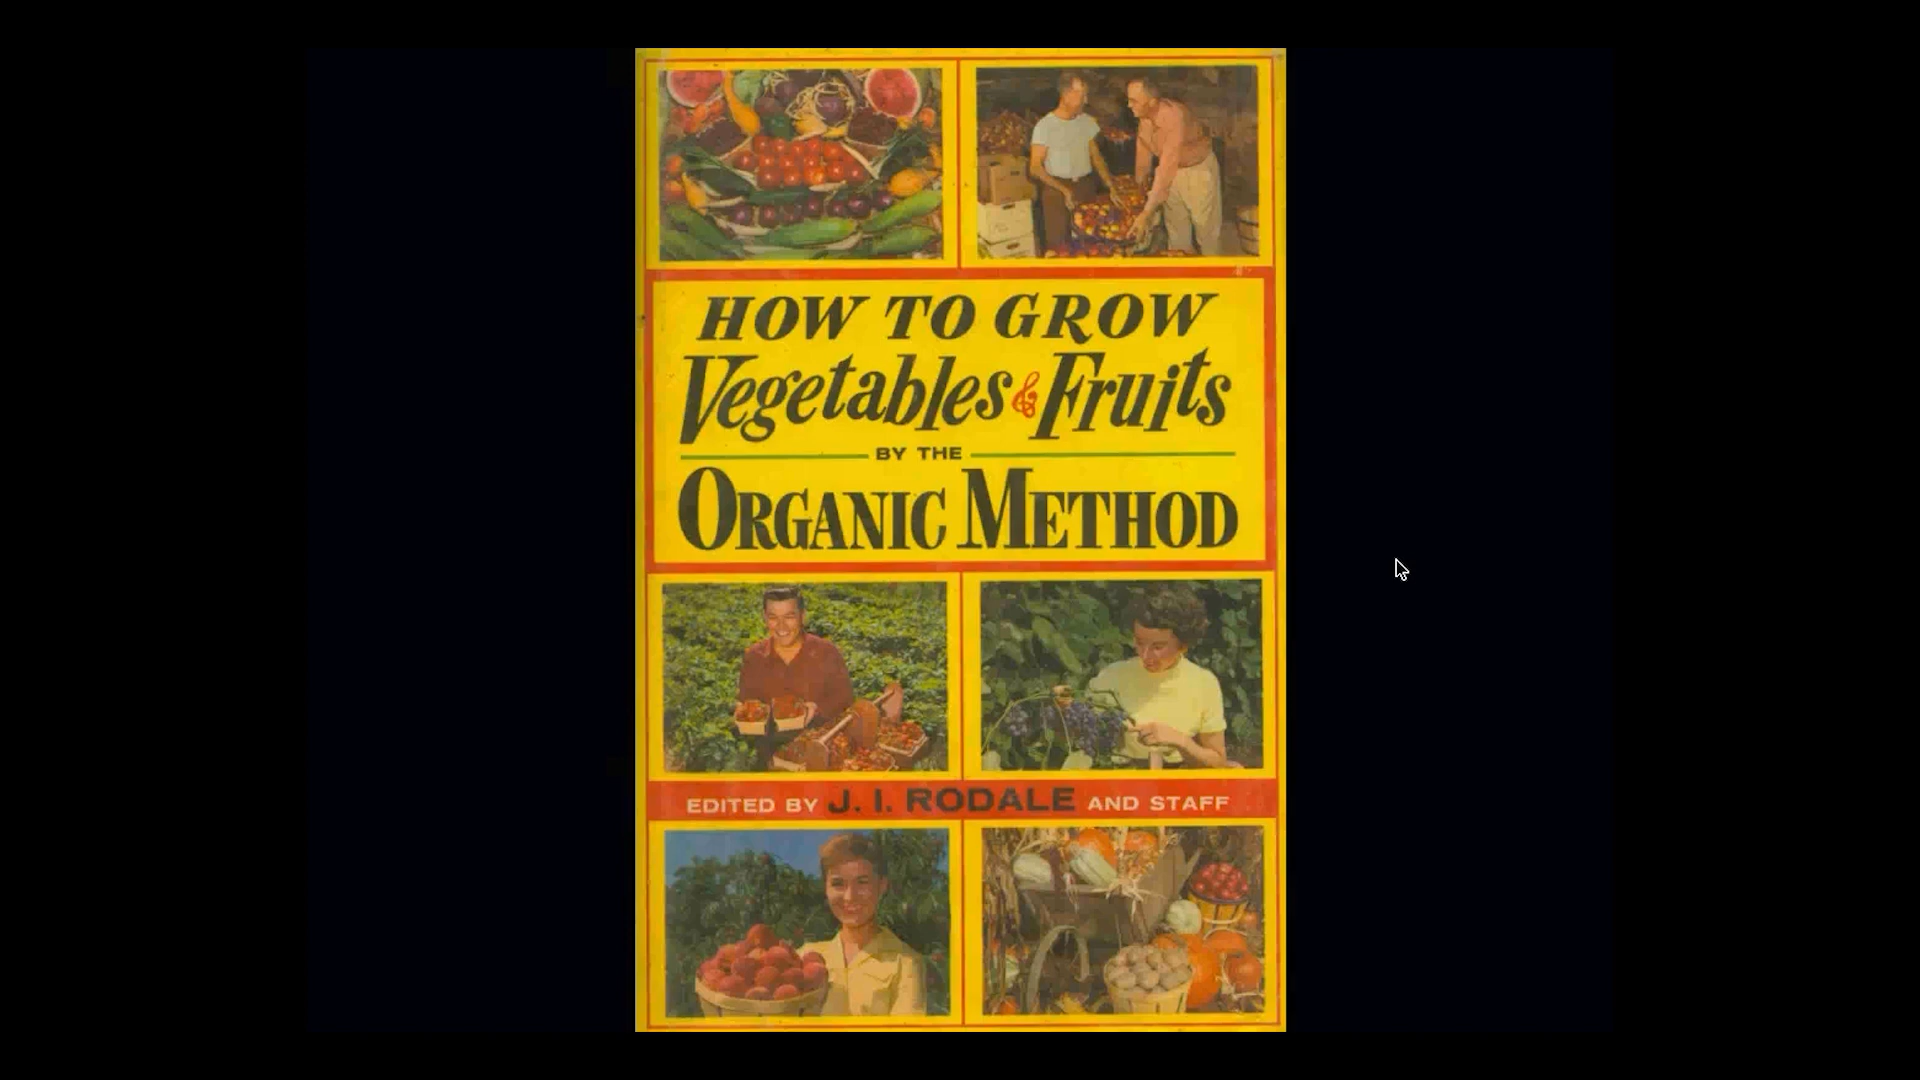 HOW TO GROW
Vegetables & Fruits
BY THE
ORGANIC METHOD
EDITED BY J. I. RODALE AND STAFF